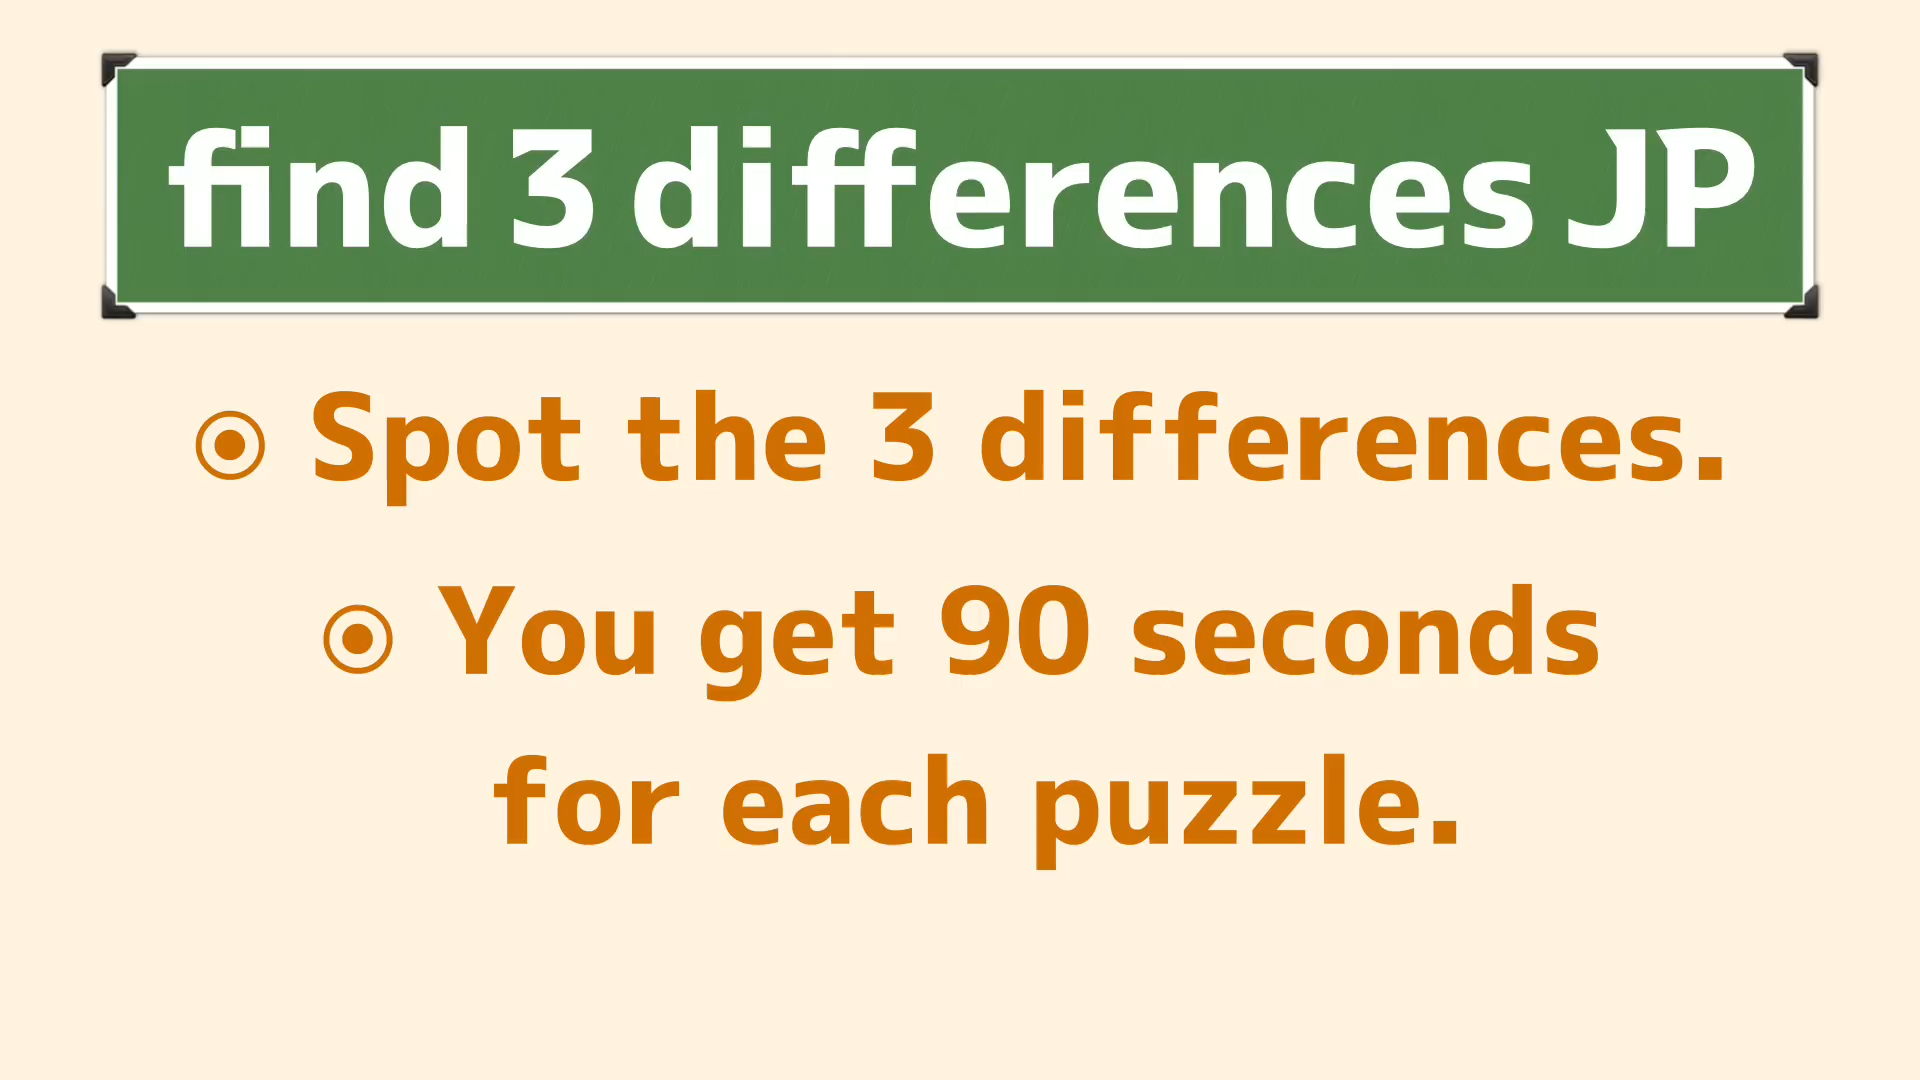 find 3 differences JP
◉ Spot the 3 differences.
◉ You get 90 seconds
for each puzzle.